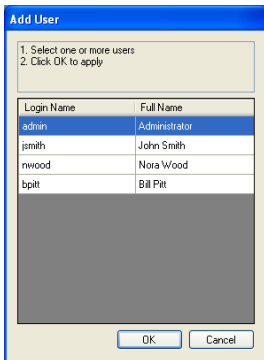 Add User
1. Select one or more users
2. Click OK to apply
Login Name Full Name
admin Administrator
jsmith John Smith
nwood Nora Wood
bpitt Bill Pitt
OK Cancel